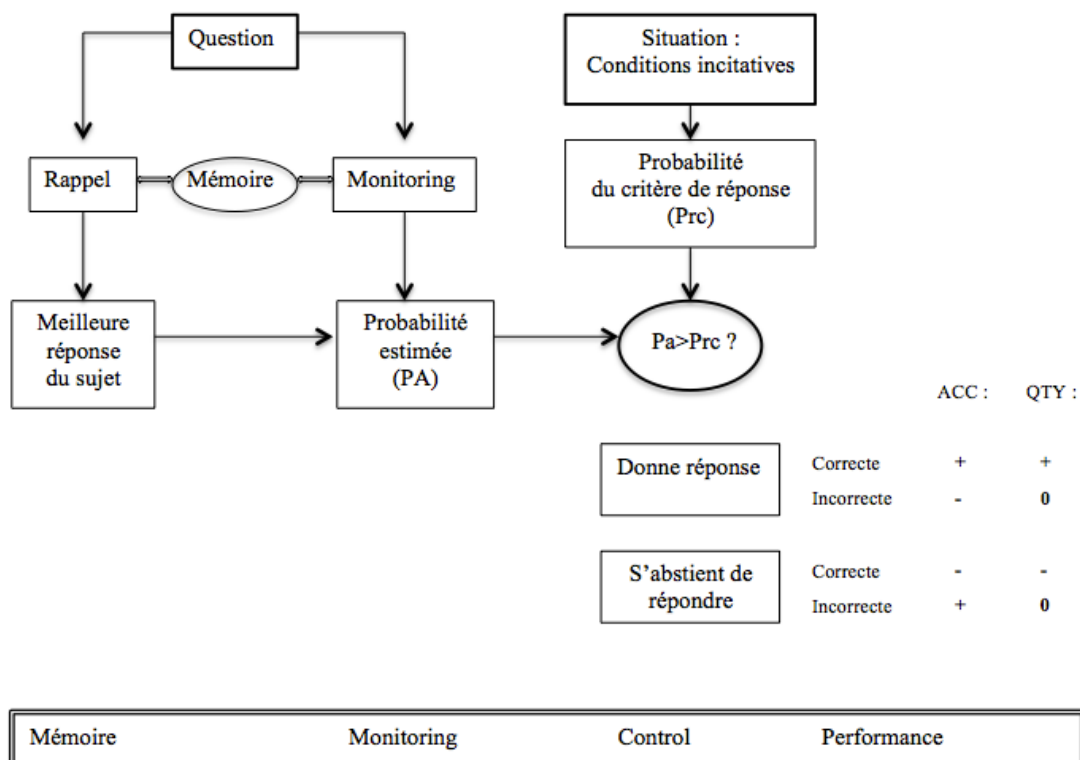 Question
Situation :
Conditions incitatives
Rappel
Mémoire
Monitoring
Probabilité
du critère de réponse
(Prc)
Meilleure
réponse
du sujet
Probabilité
estimée
(PA)
Pa>Prc ?
ACC : QTY :
Donne réponse
Correcte + +
Incorrecte - 0
S'abstient de
répondre
Correcte - -
Incorrecte + 0
Mémoire Monitoring Control Performance